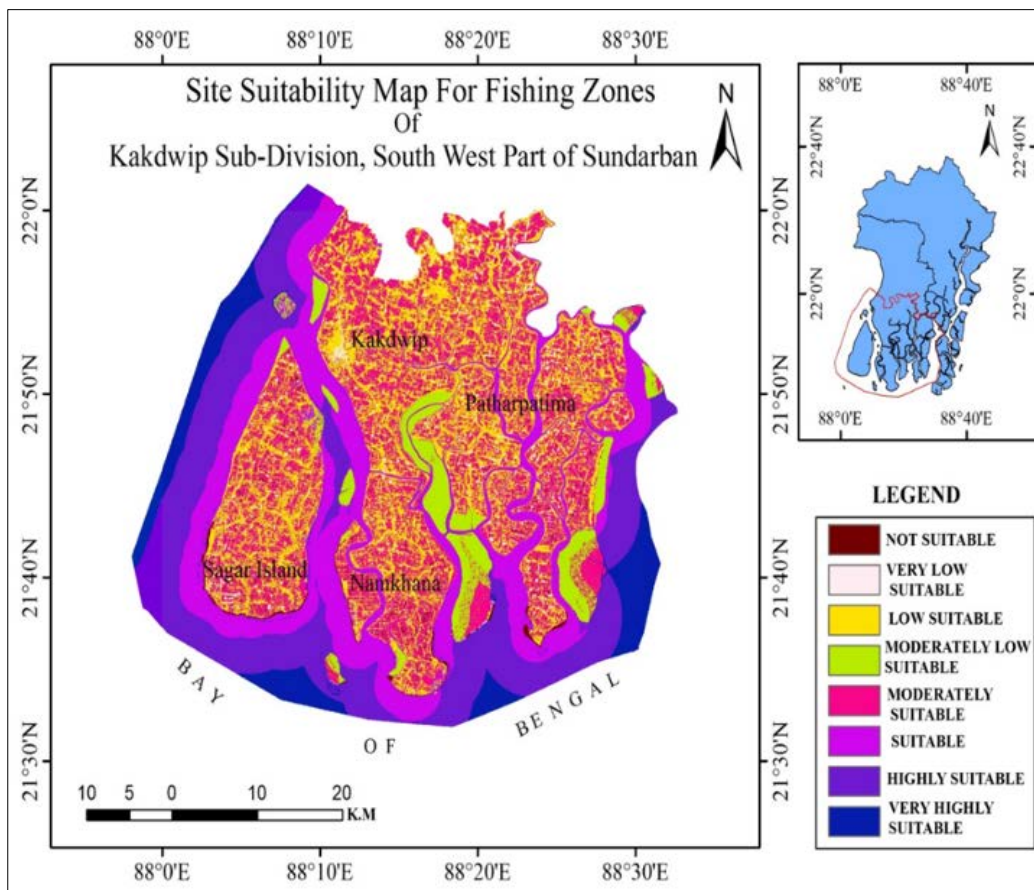 88°0'E 88°10'E 88°20'E 88°30'E
Site Suitability Map For Fishing Zones
Of
Kakdwip Sub-Division, South West Part of Sundarban
N
22°0'N
21°50'N
21°40'N
21°30'N
Kakdwip
Patharpatima
Sagar Island
Namkhana
BAY
OF
BENGAL
10 5 0 10 20
K.M
22°0'N
21°50'N
21°40'N
21°30'N
88°0'E 88°10'E 88°20'E 88°30'E
88°0'E 88°40'E
N
22°40'N
22°0'N
22°40'N
22°0'N
88°0'E 88°40'E
LEGEND
NOT SUITABLE
VERY LOW
SUITABLE
LOW SUITABLE
MODERATELY LOW
SUITABLE
MODERATELY
SUITABLE
SUITABLE
HIGHLY SUITABLE
VERY HIGHLY
SUITABLE